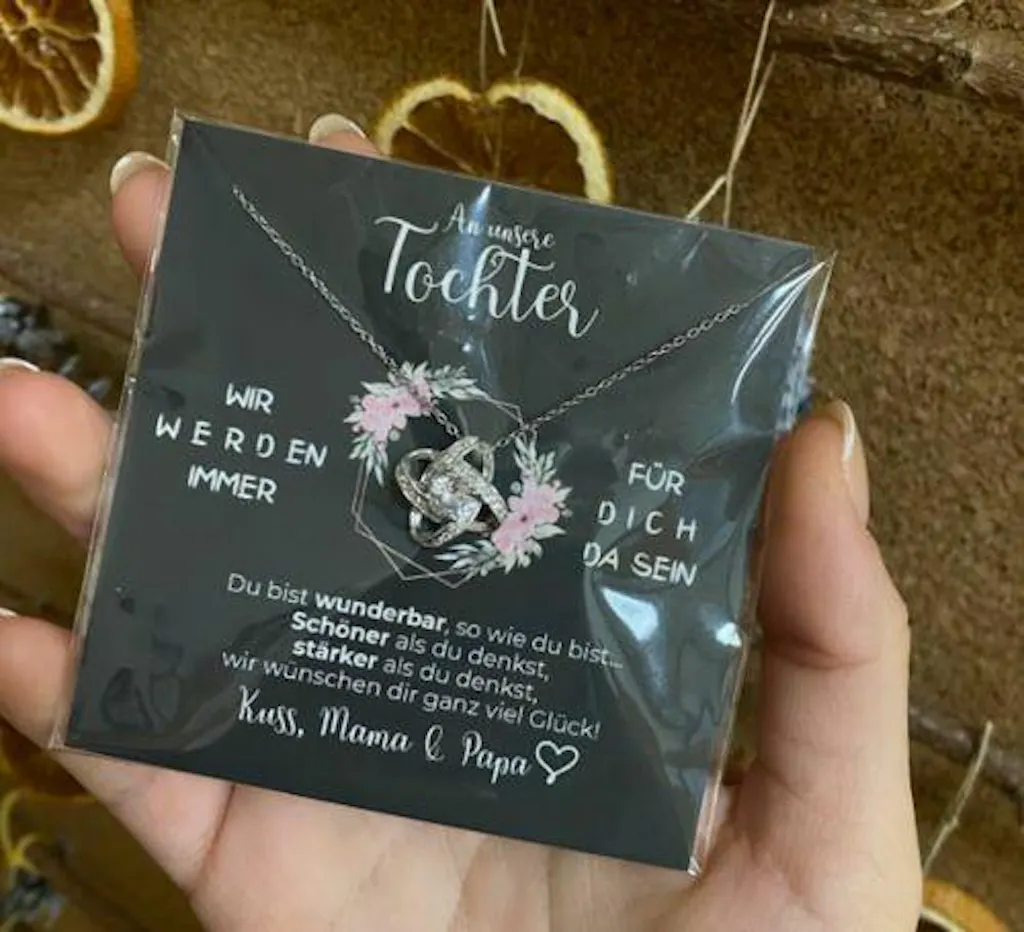 An unsere
Tochter
WIR
WERDEN
IMMER
FÜR
DICH
DA SEIN
Du bist wunderbar, so wie du bist...
Schöner als du denkst,
stärker als du denkst,
wir wünschen dir ganz viel Glück!
Kuss, Mama & Papa